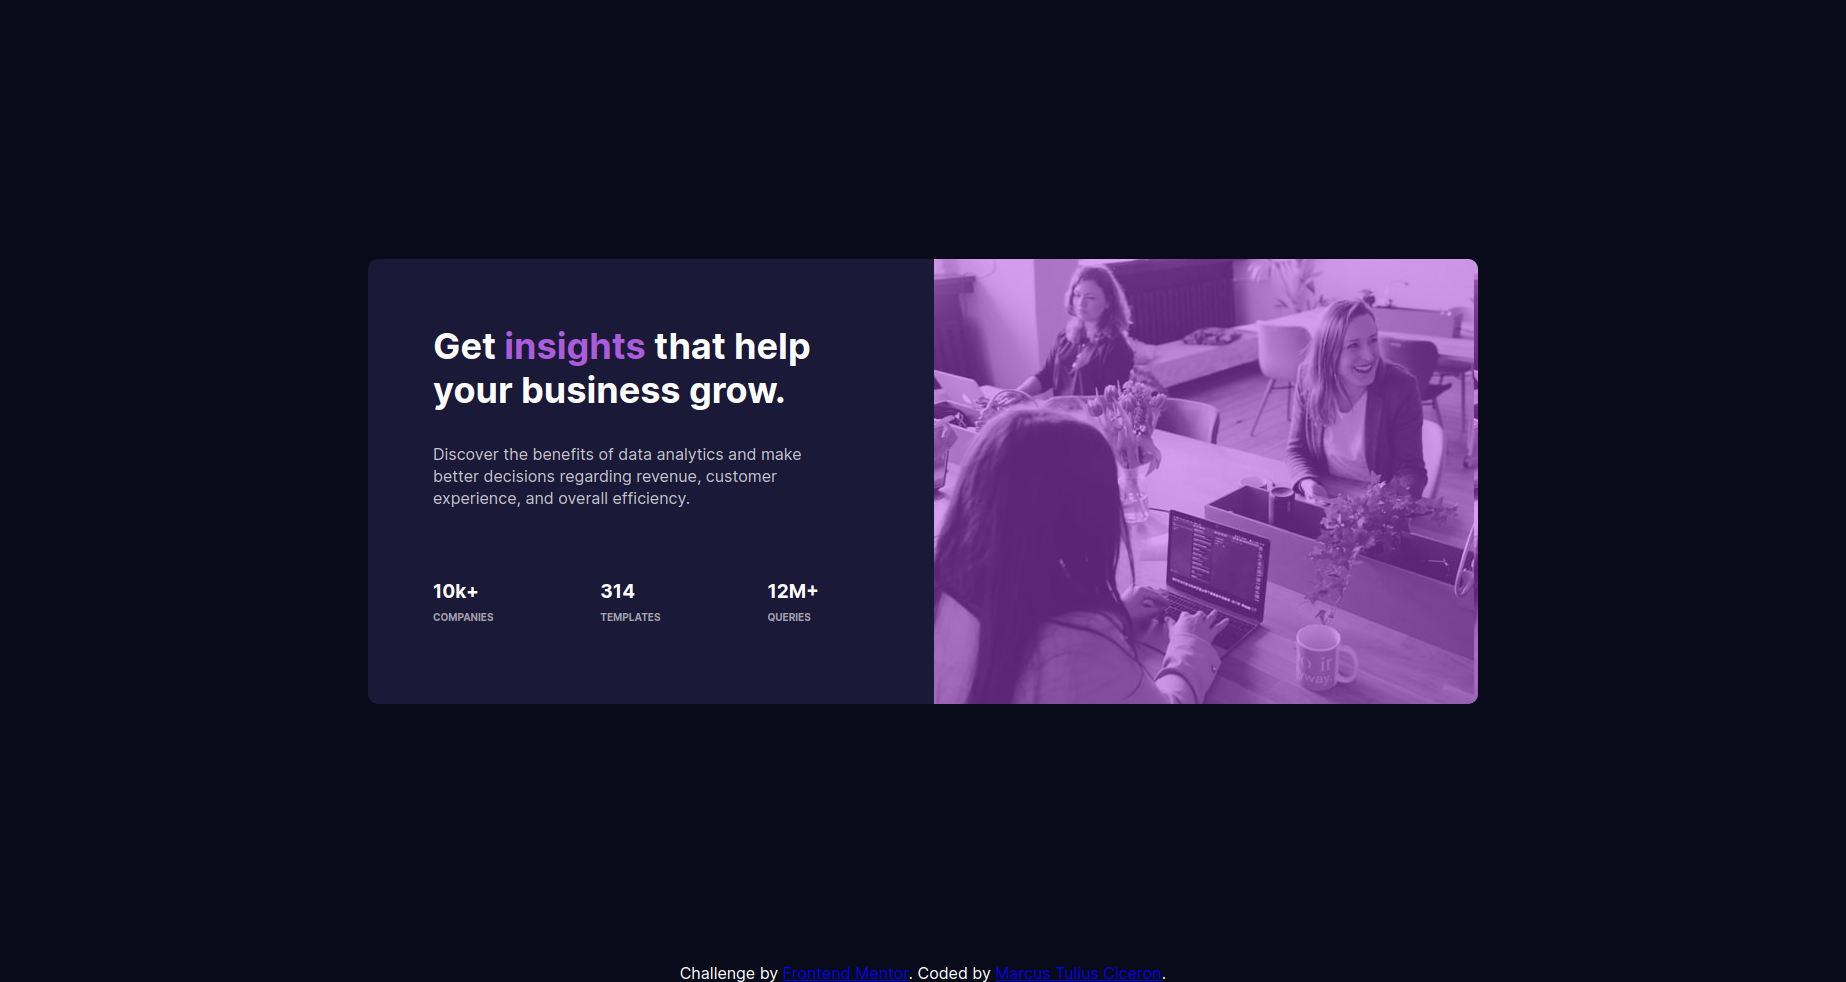 Get insights that help
your business grow.
Discover the benefits of data analytics and make
better decisions regarding revenue, customer
experience, and overall efficiency.
10k+ 314 12M+
COMPANIES TEMPLATES QUERIES
Challenge by Frontend Mentor. Coded by Marcus Tullius Ciceron.